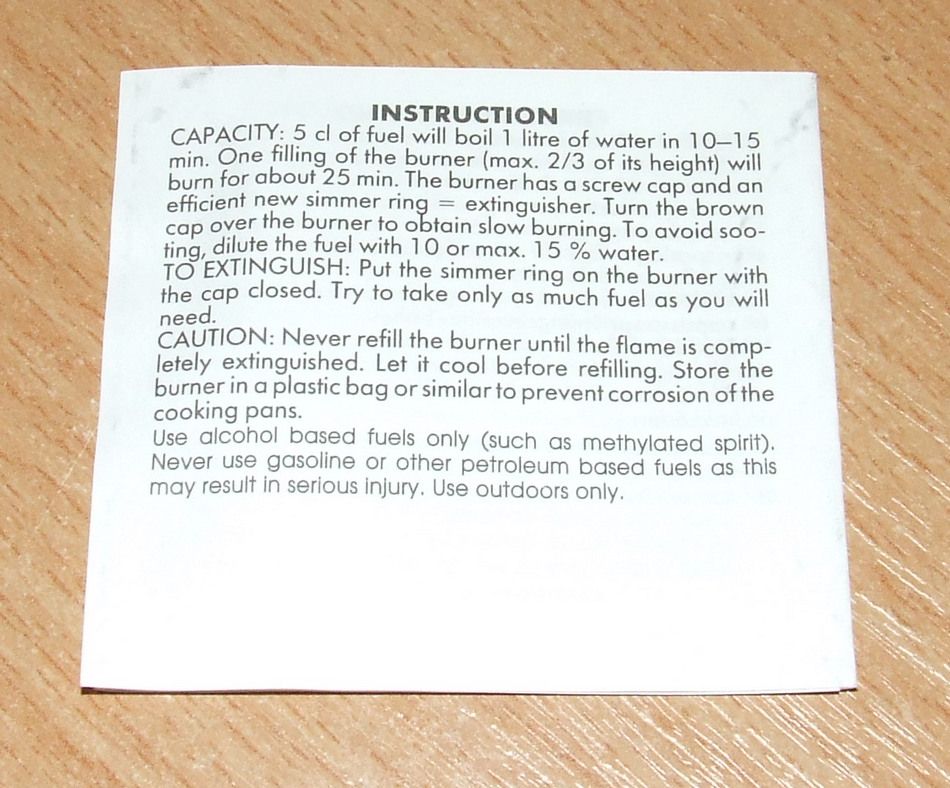 INSTRUCTION
CAPACITY: 5 cl of fuel will boil 1 litre of water in 10–15
min. One filling of the burner (max. 2/3 of its height) will
burn for about 25 min. The burner has a screw cap and an
efficient new simmer ring = extinguisher. Turn the brown
cap over the burner to obtain slow burning. To avoid soo-
ting, dilute the fuel with 10 or max. 15 % water.
TO EXTINGUISH: Put the simmer ring on the burner with
the cap closed. Try to take only as much fuel as you will
need.
CAUTION: Never refill the burner until the flame is comp-
letely extinguished. Let it cool before refilling. Store the
burner in a plastic bag or similar to prevent corrosion of the
cooking pans.
Use alcohol based fuels only (such as methylated spirit).
Never use gasoline or other petroleum based fuels as this
may result in serious injury. Use outdoors only.